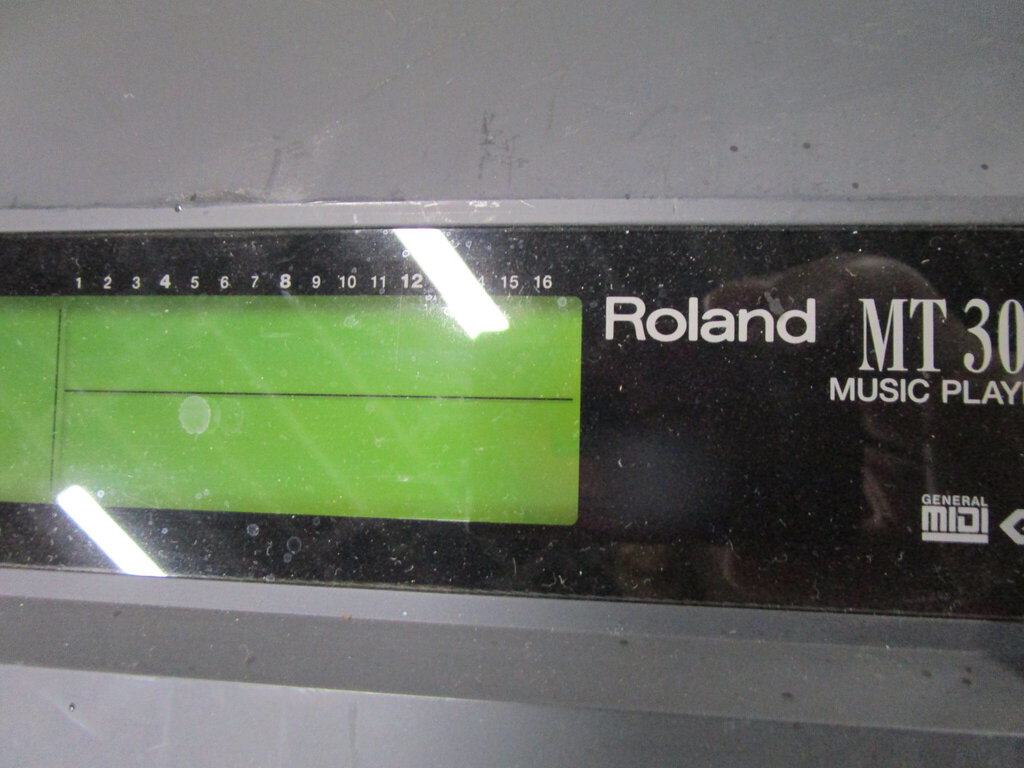 1 2 3 4 5 6 7 8 9 10 11 12 15 16
Roland
MT 30
MUSIC
GENERAL
MIDI